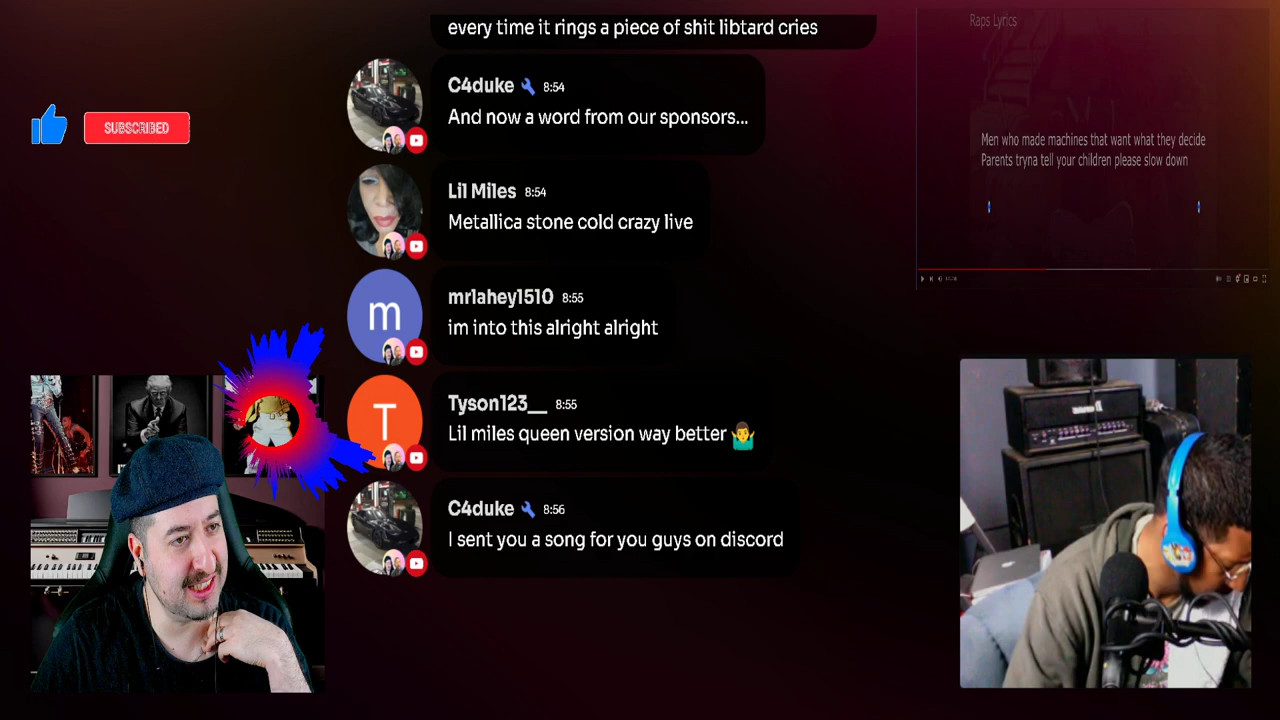 every time it rings a piece of shit libtard cries
C4duke 8:54
And now a word from our sponsors...
Lil Miles 8:54
Metallica stone cold crazy live
mrlahey1510 8:55
im into this alright alright
Tyson123__ 8:55
Lil miles queen version way better 🤷‍♂️
C4duke 8:56
I sent you a song for you guys on discord
SUBSCRIBED
m
T
Raps Lyrics
Men who made machines that want what they decide
Parents tryna tell your children please slow down